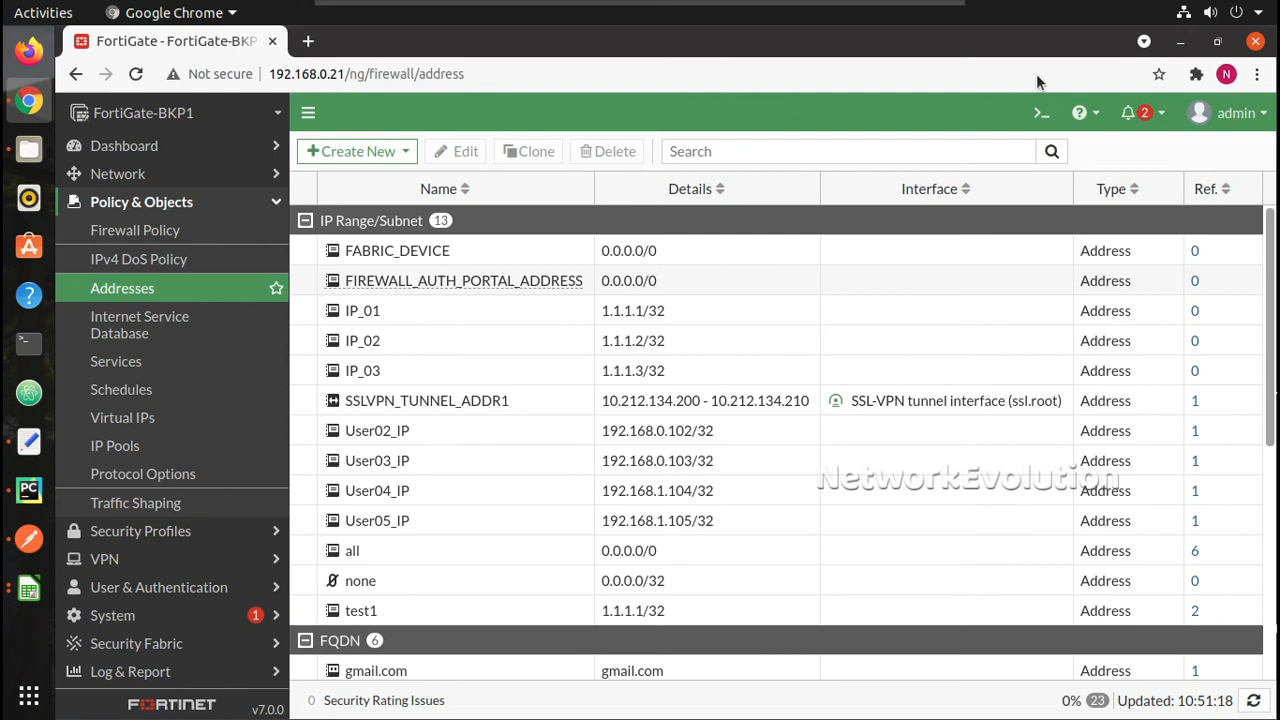 Activities Google Chrome
FortiGate - FortiGate-BKP
Not secure 192.168.0.21/ng/firewall/address N
FortiGate-BKP1 2 admin
Dashboard
Network
Policy & Objects
Firewall Policy
IPv4 DoS Policy
Addresses
Internet Service
Database
Services
Schedules
Virtual IPs
IP Pools
Protocol Options
Traffic Shaping
Security Profiles
VPN
User & Authentication
System 1
Security Fabric
Log & Report
FORTINET v7.0.0
Create New Edit Clone Delete Search
Name Details Interface Type Ref.
IP Range/Subnet 13
FABRIC_DEVICE 0.0.0.0/0 Address 0
FIREWALL_AUTH_PORTAL_ADDRESS 0.0.0.0/0 Address 0
IP_01 1.1.1.1/32 Address 0
IP_02 1.1.1.2/32 Address 0
IP_03 1.1.1.3/32 Address 0
SSLVPN_TUNNEL_ADDR1 10.212.134.200 - 10.212.134.210 SSL-VPN tunnel interface (ssl.root) Address 1
User02_IP 192.168.0.102/32 Address 1
User03_IP 192.168.0.103/32 Address 1
NetworkEvolution
User04_IP 192.168.1.104/32 Address 1
User05_IP 192.168.1.105/32 Address 1
all 0.0.0.0/0 Address 6
none 0.0.0.0/32 Address 0
test1 1.1.1.1/32 Address 2
FQDN 6
gmail.com gmail.com Address 1
0 Security Rating Issues 0% 23 Updated: 10:51:18